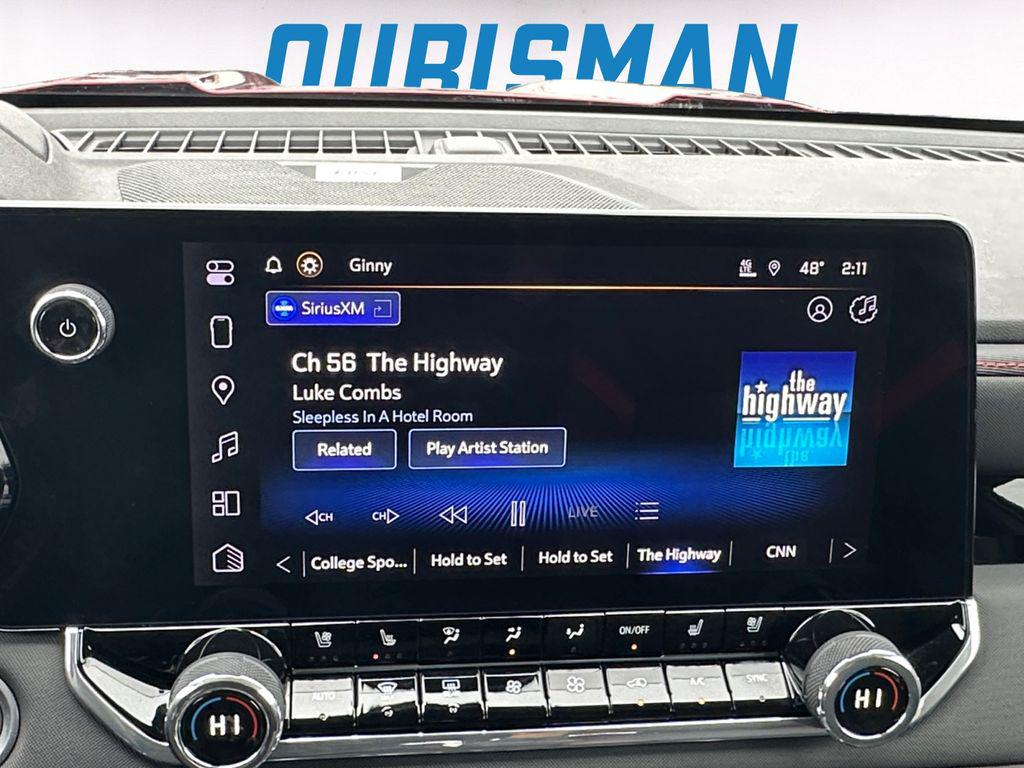 OURISMAN
Ginny
4G
LTE
48° 2:11
SiriusXM
Ch 56 The Highway
Luke Combs
Sleepless In A Hotel Room
Related
Play Artist Station
the
highway
CH
CH
LIVE
College Spo...
Hold to Set
Hold to Set
The Highway
CNN
ON/OFF
AUTO
A/C
SYNC
HI
HI